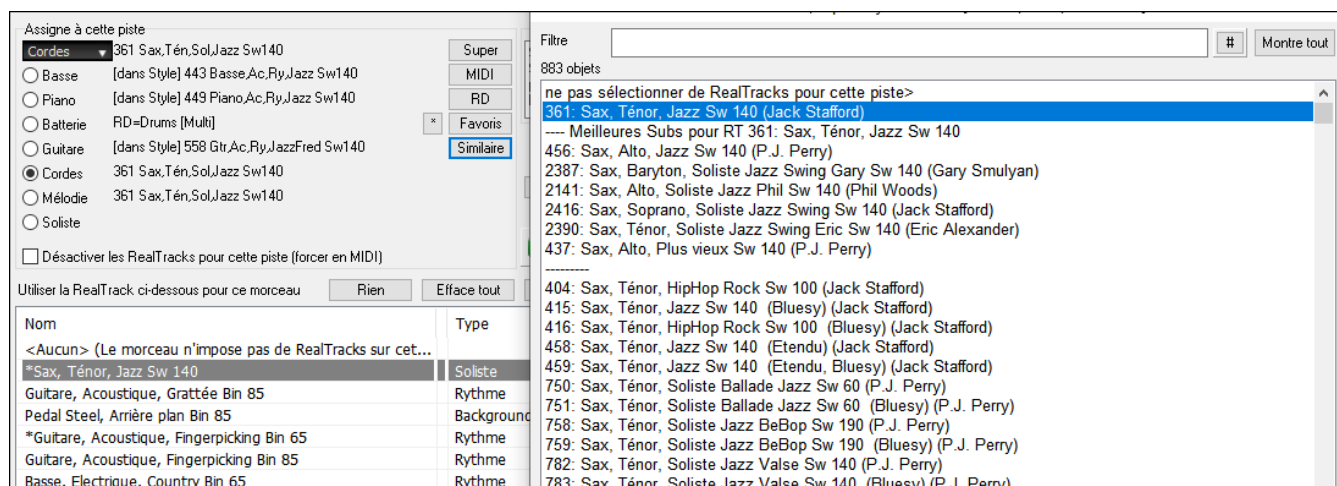 Assigne à cette piste
Cordes 361 Sax,Tén,Sol,Jazz Sw140 Super
Basse [dans Style] 443 Basse,Ac,Ry,Jazz Sw140 MIDI
Piano [dans Style] 449 Piano,Ac,Ry,Jazz Sw140 RD
Batterie RD=Drums [Multi] * Favoris
Guitare [dans Style] 558 Gtr,Ac,Ry,JazzFred Sw140 Similaire
Cordes 361 Sax,Tén,Sol,Jazz Sw140
Mélodie 361 Sax,Tén,Sol,Jazz Sw140
Soliste
Désactiver les RealTracks pour cette piste (forcer en MIDI)
Utiliser la RealTrack ci-dessous pour ce morceau Rien Efface tout
Nom Type
<Aucun> (Le morceau n'impose pas de RealTracks sur cet...
*Sax, Ténor, Jazz Sw 140 Soliste
Guitare, Acoustique, Grattée Bin 85 Rythme
Pedal Steel, Arrière plan Bin 85 Background
*Guitare, Acoustique, Fingerpicking Bin 65 Rythme
Guitare, Acoustique, Fingerpicking Bin 85 Rythme
Basse, Electrique, Country Bin 65 Rythme
Filtre # Montre tout
883 objets
ne pas sélectionner de RealTracks pour cette piste>
361: Sax, Ténor, Jazz Sw 140 (Jack Stafford)
---- Meilleures Subs pour RT 361: Sax, Ténor, Jazz Sw 140
456: Sax, Alto, Jazz Sw 140 (P.J. Perry)
2387: Sax, Baryton, Soliste Jazz Swing Gary Sw 140 (Gary Smulyan)
2141: Sax, Alto, Soliste Jazz Phil Sw 140 (Phil Woods)
2416: Sax, Soprano, Soliste Jazz Swing Sw 140 (Jack Stafford)
2390: Sax, Ténor, Soliste Jazz Swing Eric Sw 140 (Eric Alexander)
437: Sax, Alto, Plus vieux Sw 140 (P.J. Perry)
---------
404: Sax, Ténor, HipHop Rock Sw 100 (Jack Stafford)
415: Sax, Ténor, Jazz Sw 140 (Bluesy) (Jack Stafford)
416: Sax, Ténor, HipHop Rock Sw 100 (Bluesy) (Jack Stafford)
458: Sax, Ténor, Jazz Sw 140 (Etendu) (Jack Stafford)
459: Sax, Ténor, Jazz Sw 140 (Etendu, Bluesy) (Jack Stafford)
750: Sax, Ténor, Soliste Ballade Jazz Sw 60 (P.J. Perry)
751: Sax, Ténor, Soliste Ballade Jazz Sw 60 (Bluesy) (P.J. Perry)
758: Sax, Ténor, Soliste Jazz BeBop Sw 190 (P.J. Perry)
759: Sax, Ténor, Soliste Jazz BeBop Sw 190 (Bluesy) (P.J. Perry)
782: Sax, Ténor, Soliste Jazz Valse Sw 140 (P.J. Perry)
783: Sax, Ténor, Soliste Jazz Valse Sw 140 (Bluesy) (P.J. Perry)